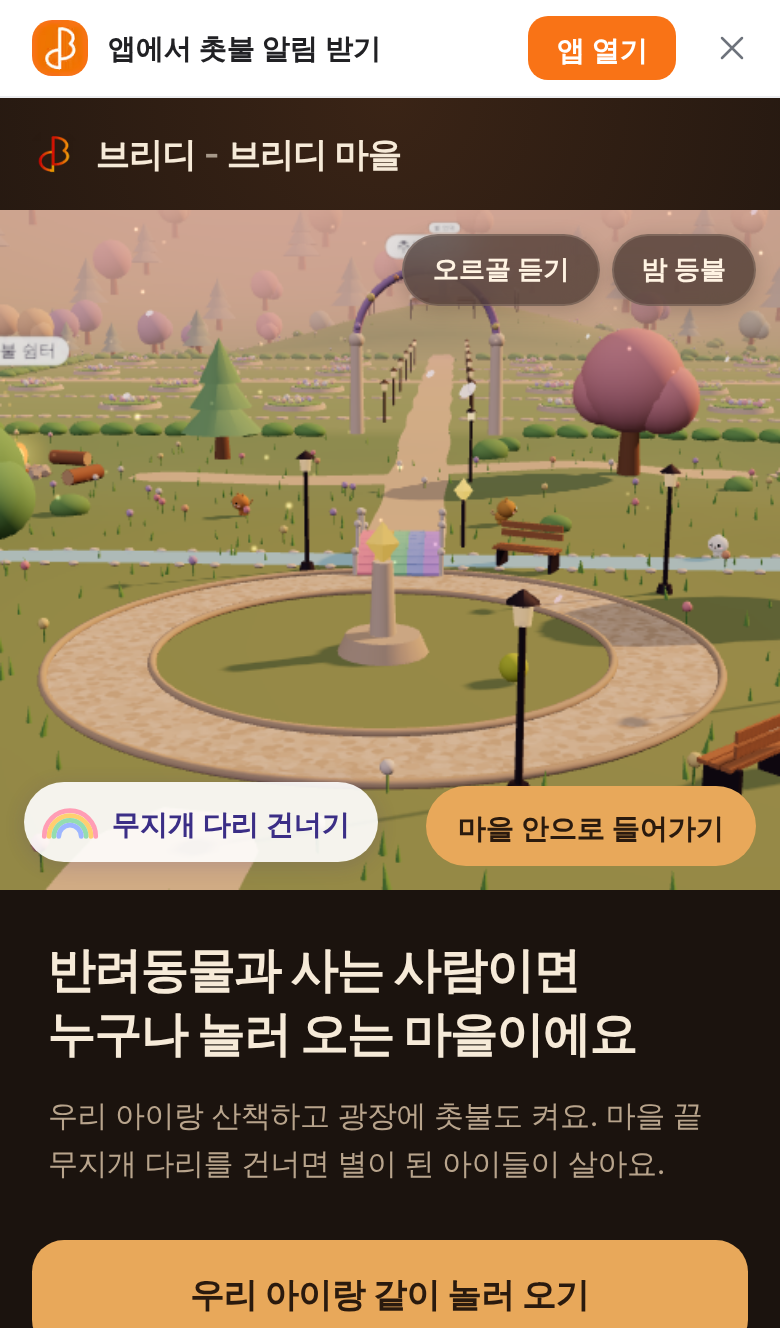 앱에서 촛불 알림 받기
앱 열기
브리디 - 브리디 마을
오르골 듣기
밤 등불
불 쉼터
무지개 다리 건너기
마을 안으로 들어가기
반려동물과 사는 사람이면
누구나 놀러 오는 마을이에요
우리 아이랑 산책하고 광장에 촛불도 켜요. 마을 끝
무지개 다리를 건너면 별이 된 아이들이 살아요.
우리 아이랑 같이 놀러 오기